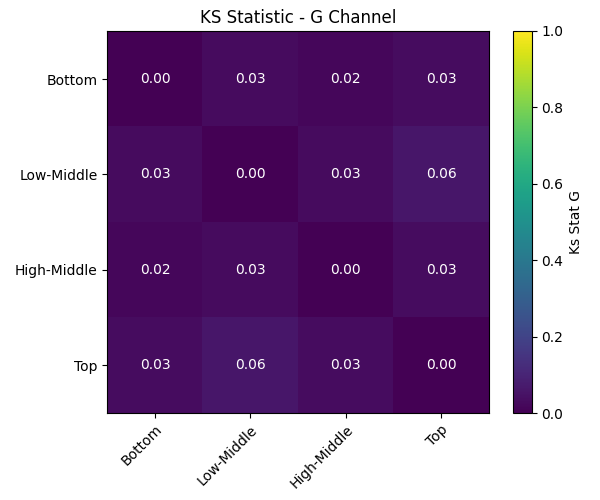 KS Statistic - G Channel
Bottom 0.00 0.03 0.02 0.03
Low-Middle 0.03 0.00 0.03 0.06
High-Middle 0.02 0.03 0.00 0.03
Top 0.03 0.06 0.03 0.00
Bottom Low-Middle High-Middle Top
1.0
0.8
0.6
0.4
0.2
0.0
Ks Stat G